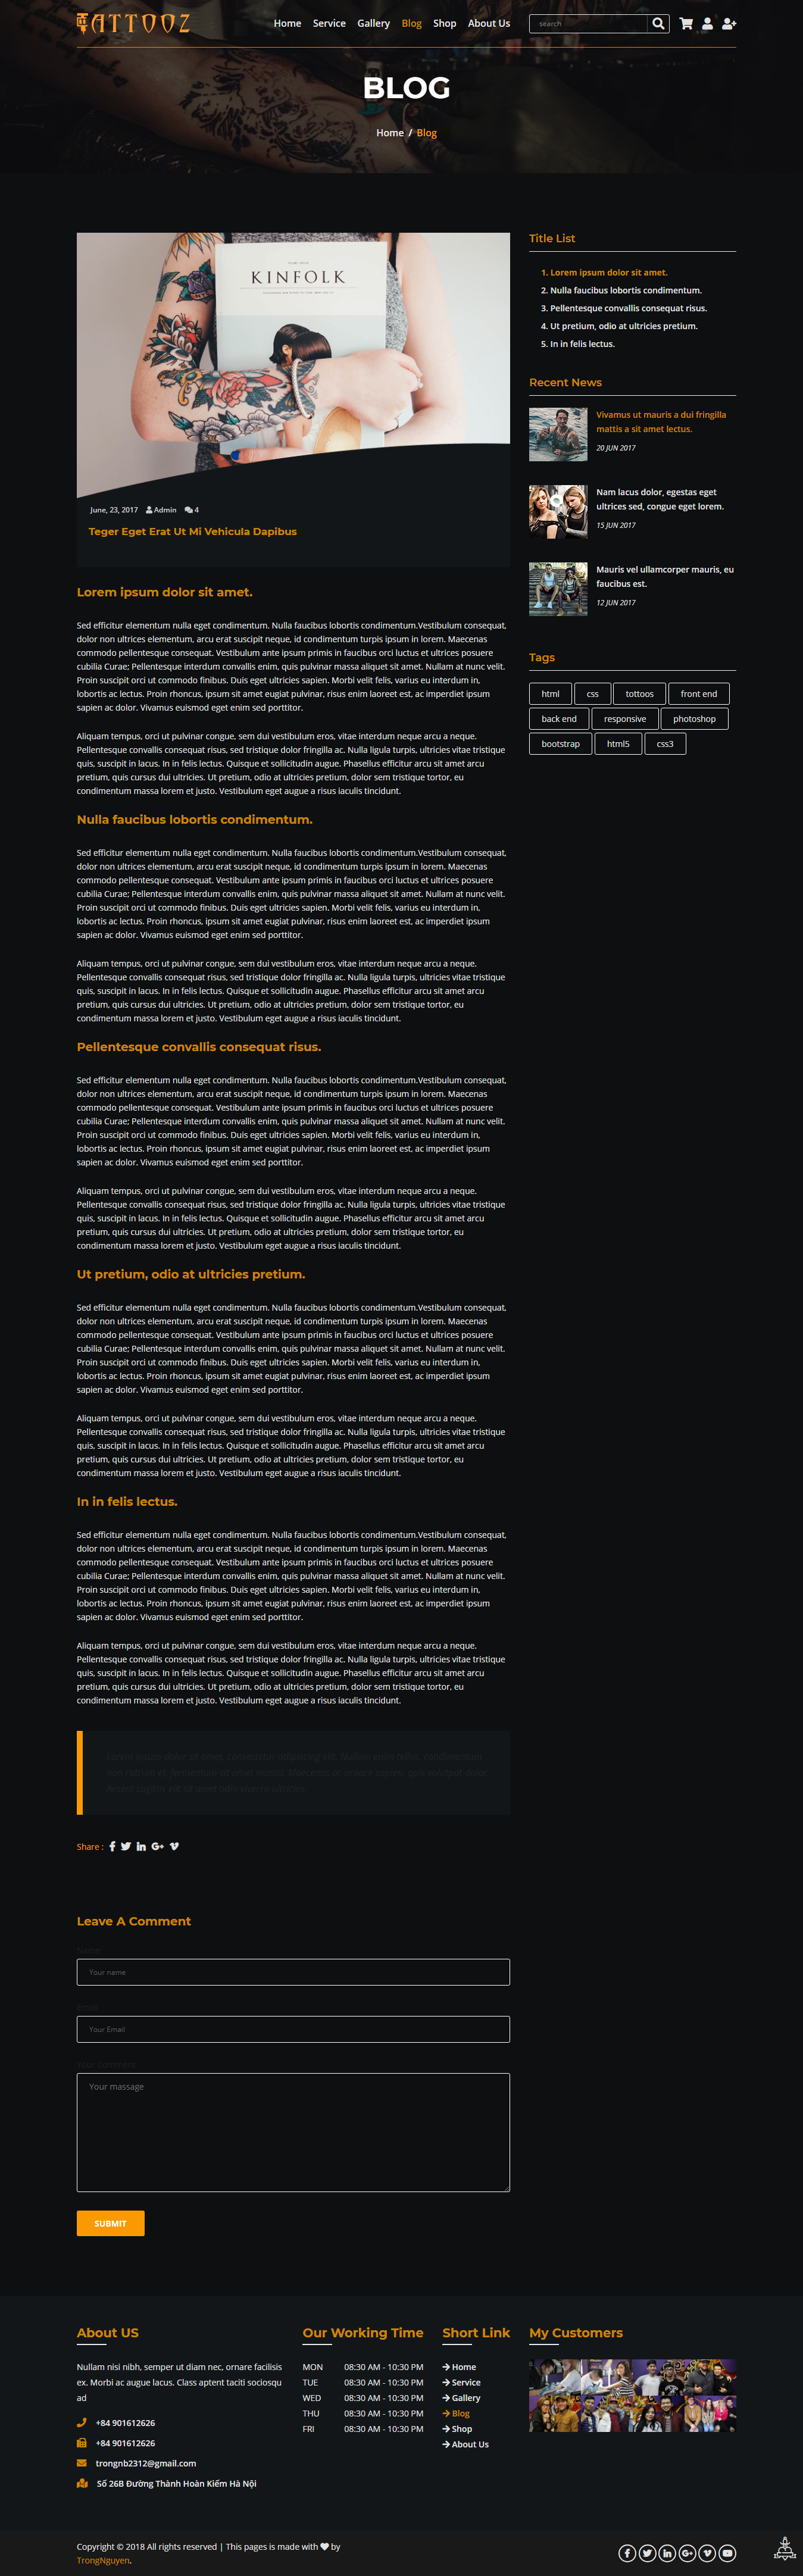 TATTOOZ
Home Service Gallery Blog Shop About Us
search
BLOG
Home / Blog
KINFOLK
June, 23, 2017 Admin 4
Teger Eget Erat Ut Mi Vehicula Dapibus
Lorem ipsum dolor sit amet.
Sed efficitur elementum nulla eget condimentum. Nulla faucibus lobortis condimentum.Vestibulum consequat,
dolor non ultrices elementum, arcu erat suscipit neque, id condimentum turpis ipsum in lorem. Maecenas
commodo pellentesque consequat. Vestibulum ante ipsum primis in faucibus orci luctus et ultrices posuere
cubilia Curae; Pellentesque interdum convallis enim, quis pulvinar massa aliquet sit amet. Nullam at nunc velit.
Proin suscipit orci ut commodo finibus. Duis eget ultricies sapien. Morbi velit felis, varius eu interdum in,
lobortis ac lectus. Proin rhoncus, ipsum sit amet eugiat pulvinar, risus enim laoreet est, ac imperdiet ipsum
sapien ac dolor. Vivamus euismod eget enim sed porttitor.
Aliquam tempus, orci ut pulvinar congue, sem dui vestibulum eros, vitae interdum neque arcu a neque.
Pellentesque convallis consequat risus, sed tristique dolor fringilla ac. Nulla ligula turpis, ultricies vitae tristique
quis, suscipit in lacus. In in felis lectus. Quisque et sollicitudin augue. Phasellus efficitur arcu sit amet arcu
pretium, quis cursus dui ultricies. Ut pretium, odio at ultricies pretium, dolor sem tristique tortor, eu
condimentum massa lorem et justo. Vestibulum eget augue a risus iaculis tincidunt.
Nulla faucibus lobortis condimentum.
Sed efficitur elementum nulla eget condimentum. Nulla faucibus lobortis condimentum.Vestibulum consequat,
dolor non ultrices elementum, arcu erat suscipit neque, id condimentum turpis ipsum in lorem. Maecenas
commodo pellentesque consequat. Vestibulum ante ipsum primis in faucibus orci luctus et ultrices posuere
cubilia Curae; Pellentesque interdum convallis enim, quis pulvinar massa aliquet sit amet. Nullam at nunc velit.
Proin suscipit orci ut commodo finibus. Duis eget ultricies sapien. Morbi velit felis, varius eu interdum in,
lobortis ac lectus. Proin rhoncus, ipsum sit amet eugiat pulvinar, risus enim laoreet est, ac imperdiet ipsum
sapien ac dolor. Vivamus euismod eget enim sed porttitor.
Aliquam tempus, orci ut pulvinar congue, sem dui vestibulum eros, vitae interdum neque arcu a neque.
Pellentesque convallis consequat risus, sed tristique dolor fringilla ac. Nulla ligula turpis, ultricies vitae tristique
quis, suscipit in lacus. In in felis lectus. Quisque et sollicitudin augue. Phasellus efficitur arcu sit amet arcu
pretium, quis cursus dui ultricies. Ut pretium, odio at ultricies pretium, dolor sem tristique tortor, eu
condimentum massa lorem et justo. Vestibulum eget augue a risus iaculis tincidunt.
Pellentesque convallis consequat risus.
Sed efficitur elementum nulla eget condimentum. Nulla faucibus lobortis condimentum.Vestibulum consequat,
dolor non ultrices elementum, arcu erat suscipit neque, id condimentum turpis ipsum in lorem. Maecenas
commodo pellentesque consequat. Vestibulum ante ipsum primis in faucibus orci luctus et ultrices posuere
cubilia Curae; Pellentesque interdum convallis enim, quis pulvinar massa aliquet sit amet. Nullam at nunc velit.
Proin suscipit orci ut commodo finibus. Duis eget ultricies sapien. Morbi velit felis, varius eu interdum in,
lobortis ac lectus. Proin rhoncus, ipsum sit amet eugiat pulvinar, risus enim laoreet est, ac imperdiet ipsum
sapien ac dolor. Vivamus euismod eget enim sed porttitor.
Aliquam tempus, orci ut pulvinar congue, sem dui vestibulum eros, vitae interdum neque arcu a neque.
Pellentesque convallis consequat risus, sed tristique dolor fringilla ac. Nulla ligula turpis, ultricies vitae tristique
quis, suscipit in lacus. In in felis lectus. Quisque et sollicitudin augue. Phasellus efficitur arcu sit amet arcu
pretium, quis cursus dui ultricies. Ut pretium, odio at ultricies pretium, dolor sem tristique tortor, eu
condimentum massa lorem et justo. Vestibulum eget augue a risus iaculis tincidunt.
Ut pretium, odio at ultricies pretium.
Sed efficitur elementum nulla eget condimentum. Nulla faucibus lobortis condimentum.Vestibulum consequat,
dolor non ultrices elementum, arcu erat suscipit neque, id condimentum turpis ipsum in lorem. Maecenas
commodo pellentesque consequat. Vestibulum ante ipsum primis in faucibus orci luctus et ultrices posuere
cubilia Curae; Pellentesque interdum convallis enim, quis pulvinar massa aliquet sit amet. Nullam at nunc velit.
Proin suscipit orci ut commodo finibus. Duis eget ultricies sapien. Morbi velit felis, varius eu interdum in,
lobortis ac lectus. Proin rhoncus, ipsum sit amet eugiat pulvinar, risus enim laoreet est, ac imperdiet ipsum
sapien ac dolor. Vivamus euismod eget enim sed porttitor.
Aliquam tempus, orci ut pulvinar congue, sem dui vestibulum eros, vitae interdum neque arcu a neque.
Pellentesque convallis consequat risus, sed tristique dolor fringilla ac. Nulla ligula turpis, ultricies vitae tristique
quis, suscipit in lacus. In in felis lectus. Quisque et sollicitudin augue. Phasellus efficitur arcu sit amet arcu
pretium, quis cursus dui ultricies. Ut pretium, odio at ultricies pretium, dolor sem tristique tortor, eu
condimentum massa lorem et justo. Vestibulum eget augue a risus iaculis tincidunt.
In in felis lectus.
Sed efficitur elementum nulla eget condimentum. Nulla faucibus lobortis condimentum.Vestibulum consequat,
dolor non ultrices elementum, arcu erat suscipit neque, id condimentum turpis ipsum in lorem. Maecenas
commodo pellentesque consequat. Vestibulum ante ipsum primis in faucibus orci luctus et ultrices posuere
cubilia Curae; Pellentesque interdum convallis enim, quis pulvinar massa aliquet sit amet. Nullam at nunc velit.
Proin suscipit orci ut commodo finibus. Duis eget ultricies sapien. Morbi velit felis, varius eu interdum in,
lobortis ac lectus. Proin rhoncus, ipsum sit amet eugiat pulvinar, risus enim laoreet est, ac imperdiet ipsum
sapien ac dolor. Vivamus euismod eget enim sed porttitor.
Aliquam tempus, orci ut pulvinar congue, sem dui vestibulum eros, vitae interdum neque arcu a neque.
Pellentesque convallis consequat risus, sed tristique dolor fringilla ac. Nulla ligula turpis, ultricies vitae tristique
quis, suscipit in lacus. In in felis lectus. Quisque et sollicitudin augue. Phasellus efficitur arcu sit amet arcu
pretium, quis cursus dui ultricies. Ut pretium, odio at ultricies pretium, dolor sem tristique tortor, eu
condimentum massa lorem et justo. Vestibulum eget augue a risus iaculis tincidunt.
Share :
Leave A Comment
Name
Your name
Email
Your Email
Your Comment
Your massage
SUBMIT
Title List
1. Lorem ipsum dolor sit amet.
2. Nulla faucibus lobortis condimentum.
3. Pellentesque convallis consequat risus.
4. Ut pretium, odio at ultricies pretium.
5. In in felis lectus.
Recent News
Vivamus ut mauris a dui fringilla
mattis a sit amet lectus.
20 JUN 2017
Nam lacus dolor, egestas eget
ultrices sed, congue eget lorem.
15 JUN 2017
Mauris vel ullamcorper mauris, eu
faucibus est.
12 JUN 2017
Tags
html css tottoos front end
back end responsive photoshop
bootstrap html5 css3
About US
Nullam nisi nibh, semper ut diam nec, ornare facilisis
ex. Morbi ac augue lacus. Class aptent taciti sociosqu
ad
+84 901612626
+84 901612626
trongnb2312@gmail.com
Số 26B Đường Thành Hoàn Kiếm Hà Nội
Our Working Time
MON 08:30 AM - 10:30 PM
TUE 08:30 AM - 10:30 PM
WED 08:30 AM - 10:30 PM
THU 08:30 AM - 10:30 PM
FRI 08:30 AM - 10:30 PM
Short Link
Home
Service
Gallery
Blog
Shop
About Us
My Customers
Copyright © 2018 All rights reserved | This pages is made with by
TrongNguyen.